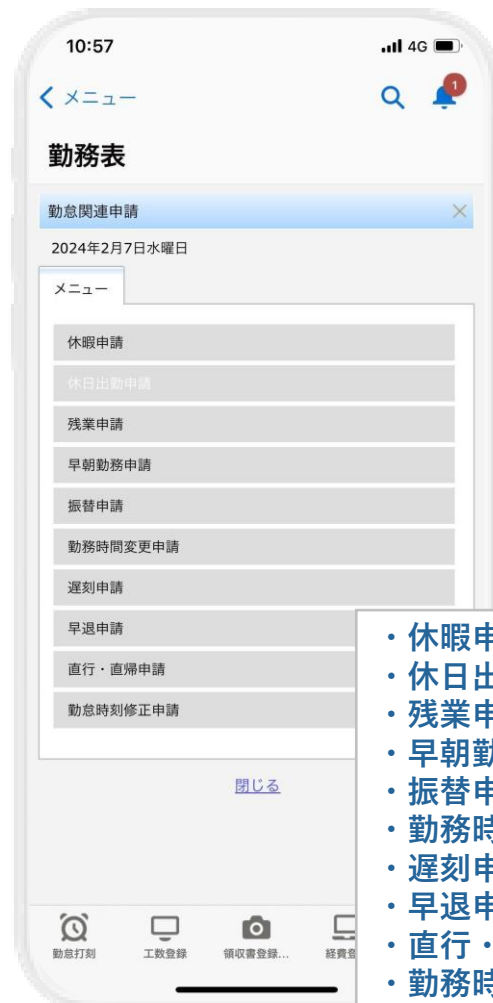 10:57
4G
メニュー
1
勤務表
勤怠関連申請
2024年2月7日水曜日
メニュー
休暇申請
休日出勤申請
残業申請
早朝勤務申請
振替申請
勤務時間変更申請
遅刻申請
早退申請
直行・直帰申請
勤怠時刻修正申請
閉じる
勤怠打刻
工数登録
領収書登録...
経費
・休暇
・休日
・残業
・早朝
・振替
・勤務
・遅刻
・早退
・直行・
・勤務